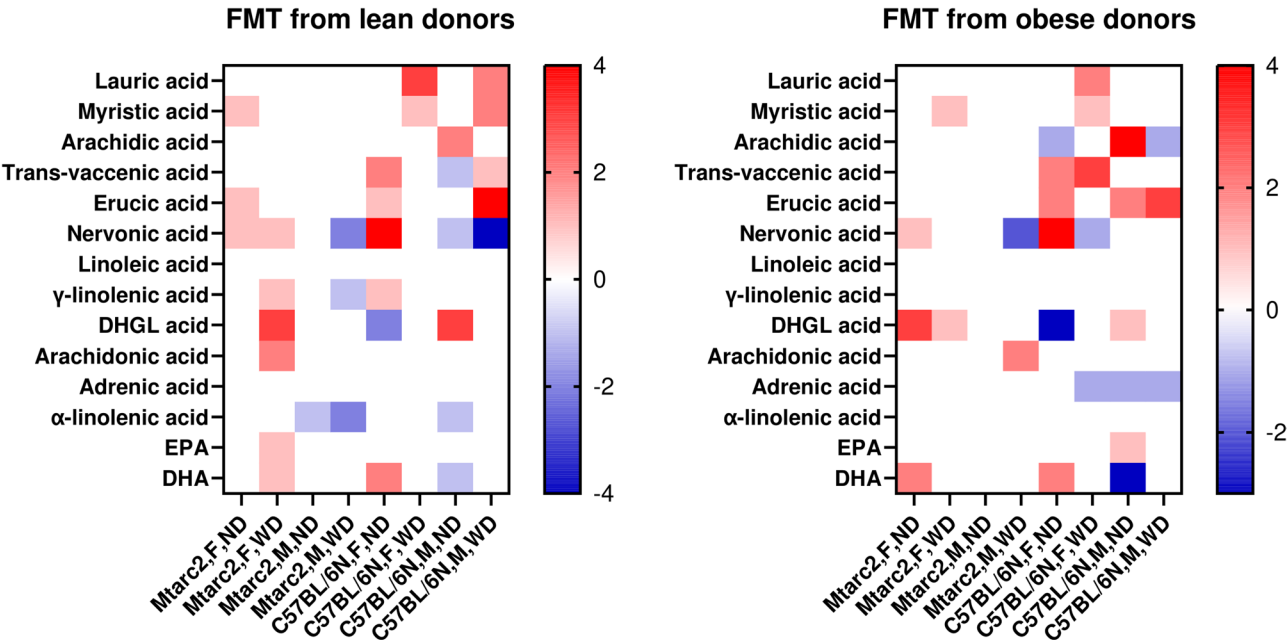 FMT from lean donors
Lauric acid
Myristic acid
Arachidic acid
Trans-vaccenic acid
Erucic acid
Nervonic acid
Linoleic acid
γ-linolenic acid
DHGL acid
Arachidonic acid
Adrenic acid
α-linolenic acid
EPA
DHA
4
2
0
-2
-4
Mtarc2,F,ND
Mtarc2,F,WD
Mtarc2,M,ND
Mtarc2,M,WD
C57BL/6N,F,ND
C57BL/6N,F,WD
C57BL/6N,M,ND
C57BL/6N,M,WD
FMT from obese donors
Lauric acid
Myristic acid
Arachidic acid
Trans-vaccenic acid
Erucic acid
Nervonic acid
Linoleic acid
γ-linolenic acid
DHGL acid
Arachidonic acid
Adrenic acid
α-linolenic acid
EPA
DHA
4
2
0
-2
Mtarc2,F,ND
Mtarc2,F,WD
Mtarc2,M,ND
Mtarc2,M,WD
C57BL/6N,F,ND
C57BL/6N,F,WD
C57BL/6N,M,ND
C57BL/6N,M,WD